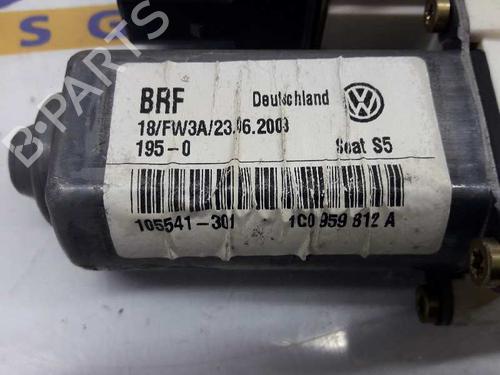 BRF Deutschland
18/FW3A/23.06.2003
195-0 Seat S5
105541-301 1C0 959 812 A
B-PARTS